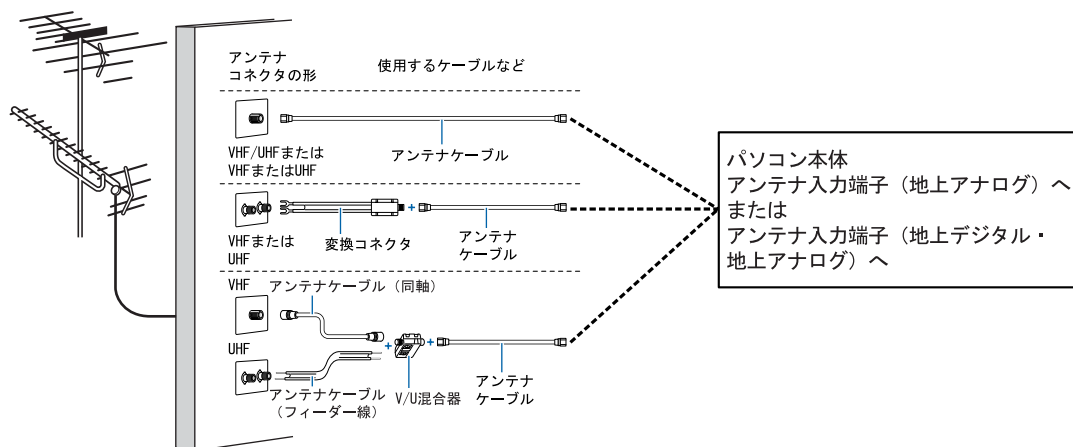 アンテナ
コネクタの形
使用するケーブルなど
VHF/UHFまたは
VHFまたはUHF
アンテナケーブル
VHFまたは
UHF
変換コネクタ
+
アンテナ
ケーブル
VHF
アンテナケーブル（同軸）
UHF
アンテナケーブル
（フィーダー線）
+
V/U混合器
+
アンテナ
ケーブル
パソコン本体
アンテナ入力端子（地上アナログ）へ
または
アンテナ入力端子（地上デジタル・
地上アナログ）へ